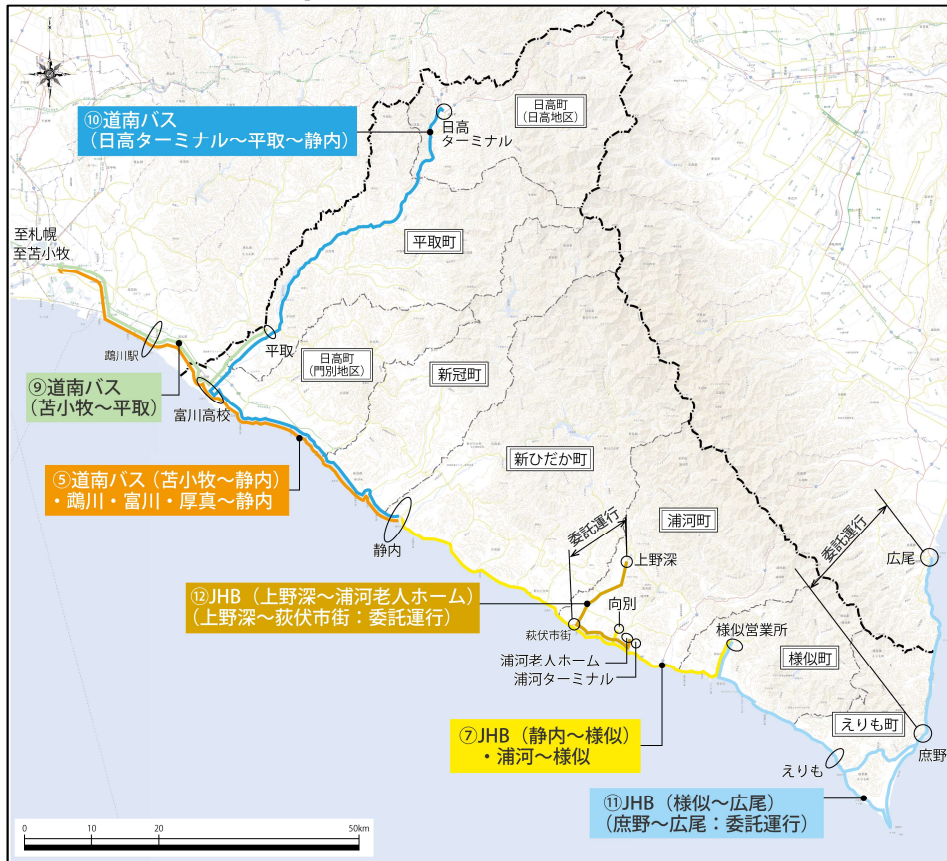 ⑩道南バス
(日高ターミナル～平取～静内)
日高町
(日高地区)
日高
ターミナル
至札幌
至苫小牧
平取町
鵡川駅
平取
日高町
(門別地区)
新冠町
⑨道南バス
(苫小牧～平取)
富川高校
新ひだか町
⑤道南バス (苫小牧～静内)
・鵡川・富川・厚真～静内
静内
委託運行
浦河町
委託運行
広尾
上野深
⑫JHB (上野深～浦河老人ホーム)
(上野深～荻伏市街：委託運行)
向別
荻伏市街
様似営業所
浦河老人ホーム
浦河ターミナル
様似町
えりも町
⑦JHB (静内～様似)
・浦河～様似
庶野
えりも
⑪JHB (様似～広尾)
(庶野～広尾：委託運行)
0 10 20 50km